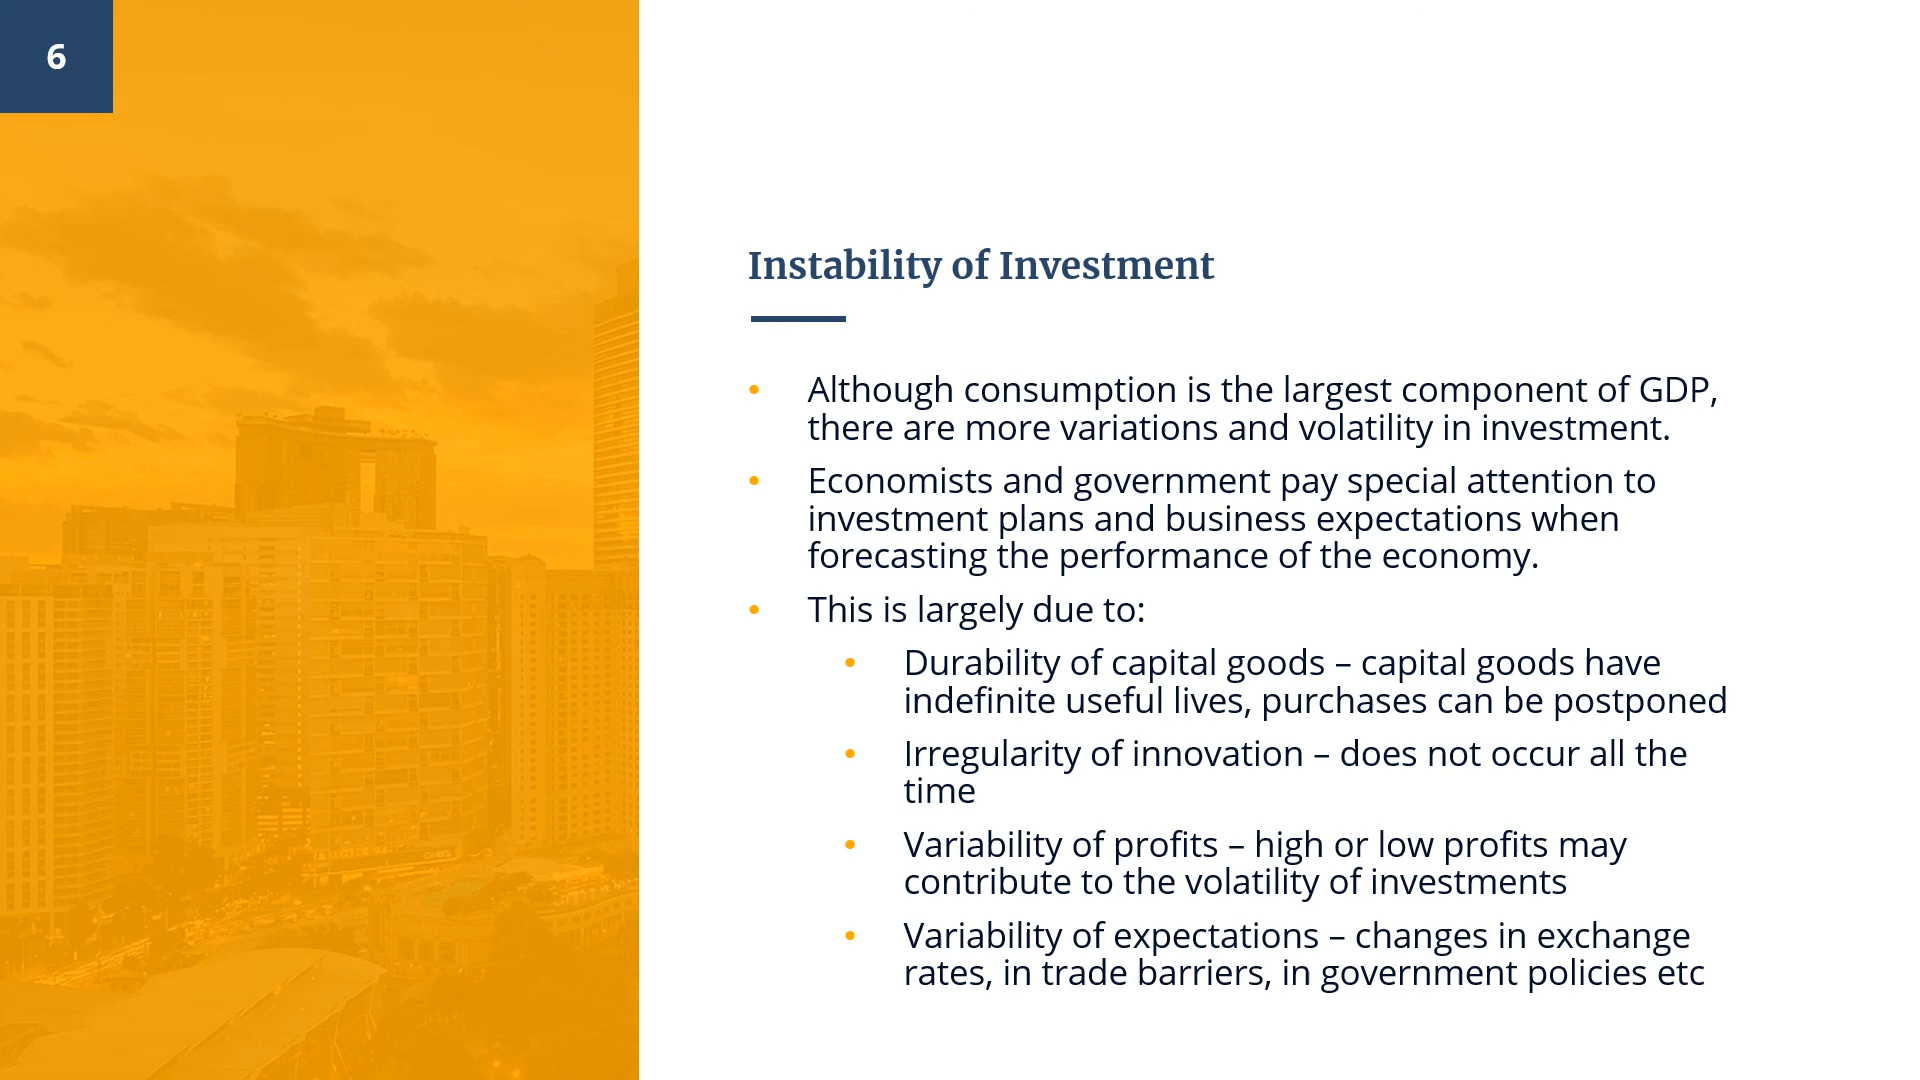 6
Instability of Investment
• Although consumption is the largest component of GDP,
there are more variations and volatility in investment.
• Economists and government pay special attention to
investment plans and business expectations when
forecasting the performance of the economy.
• This is largely due to:
• Durability of capital goods – capital goods have
indefinite useful lives, purchases can be postponed
• Irregularity of innovation – does not occur all the
time
• Variability of profits – high or low profits may
contribute to the volatility of investments
• Variability of expectations – changes in exchange
rates, in trade barriers, in government policies etc